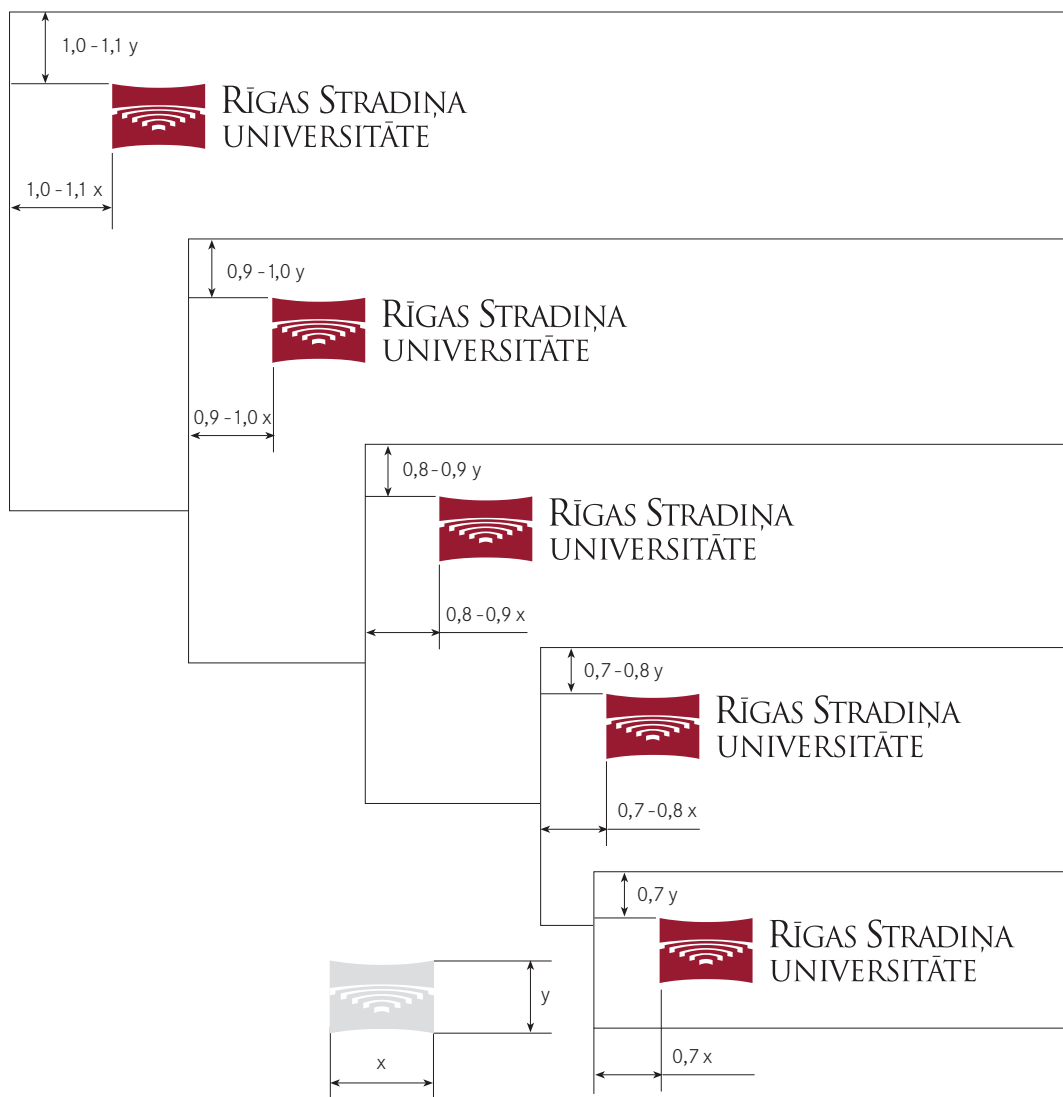 1,0-1,1 y
RĪGAS STRADIŅA
UNIVERSITĀTE
1,0-1,1 x
0,9-1,0 y
RĪGAS STRADIŅA
UNIVERSITĀTE
0,9-1,0 x
0,8-0,9 y
RĪGAS STRADIŅA
UNIVERSITĀTE
0,8-0,9 x
0,7-0,8 y
RĪGAS STRADIŅA
UNIVERSITĀTE
0,7-0,8 x
0,7 y
RĪGAS STRADIŅA
UNIVERSITĀTE
y
0,7 x
x